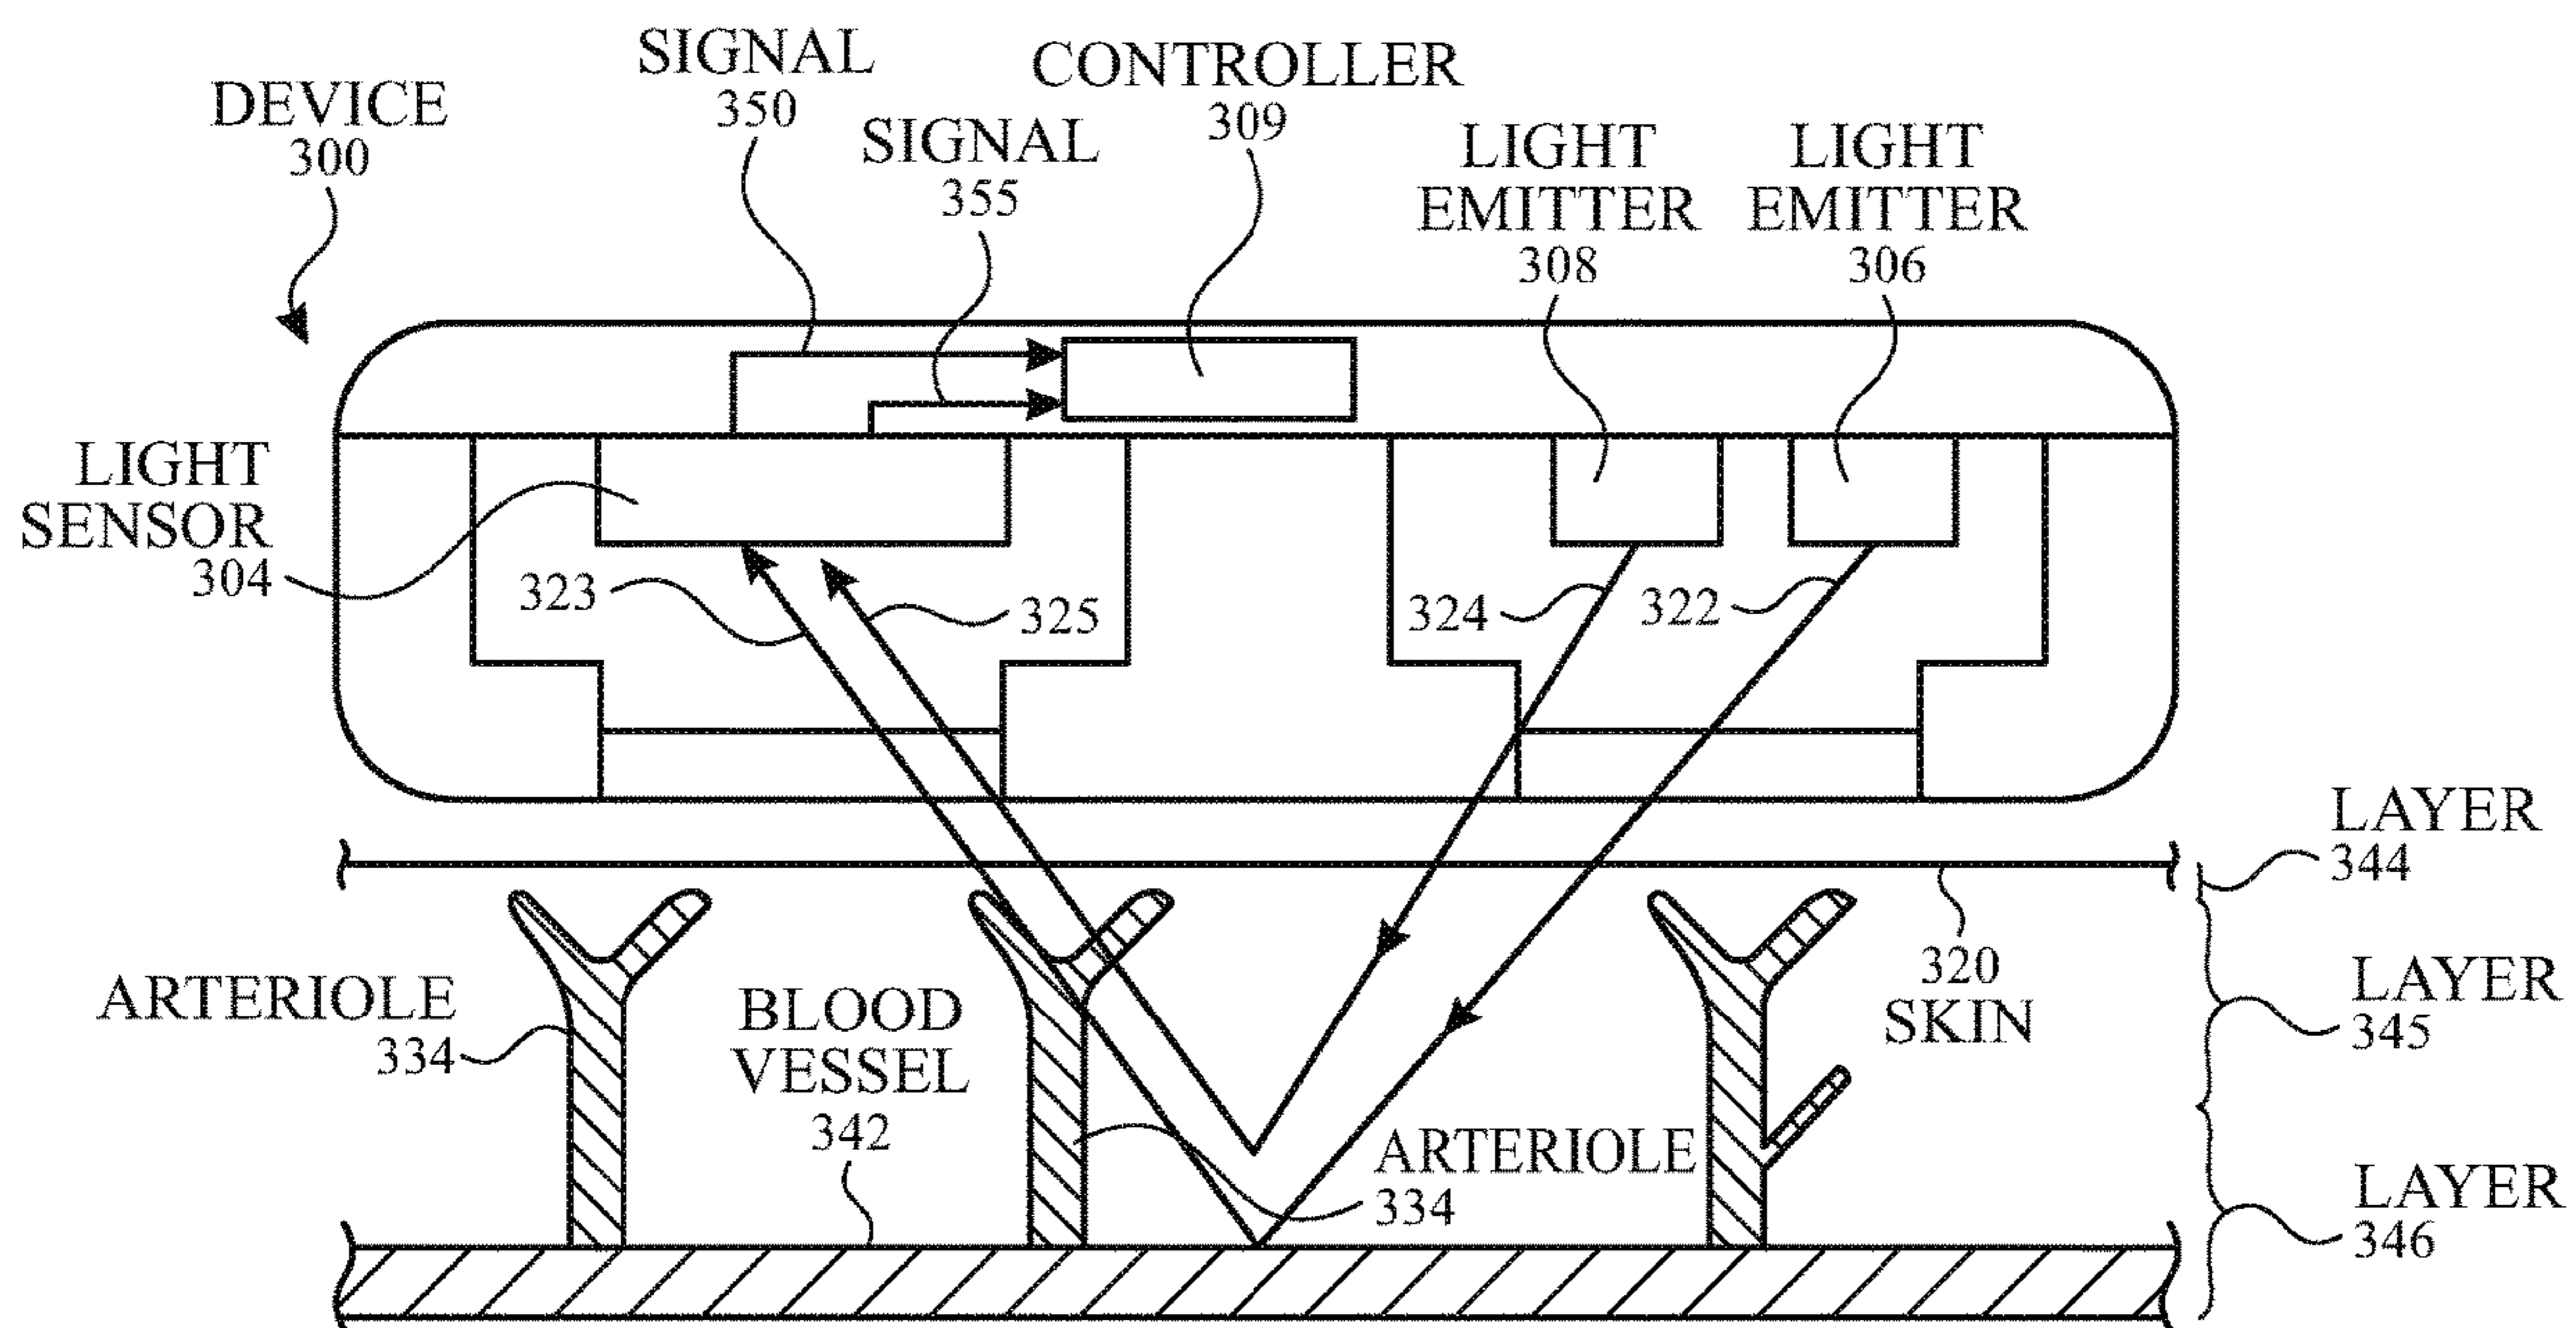 SIGNAL
350
CONTROLLER
309
DEVICE
300
SIGNAL
355
LIGHT
EMITTER
308
LIGHT
EMITTER
306
LIGHT
SENSOR
304
323
325
324
322
LAYER
344
320
SKIN
LAYER
345
ARTERIOLE
334
BLOOD
VESSEL
342
ARTERIOLE
334
LAYER
346